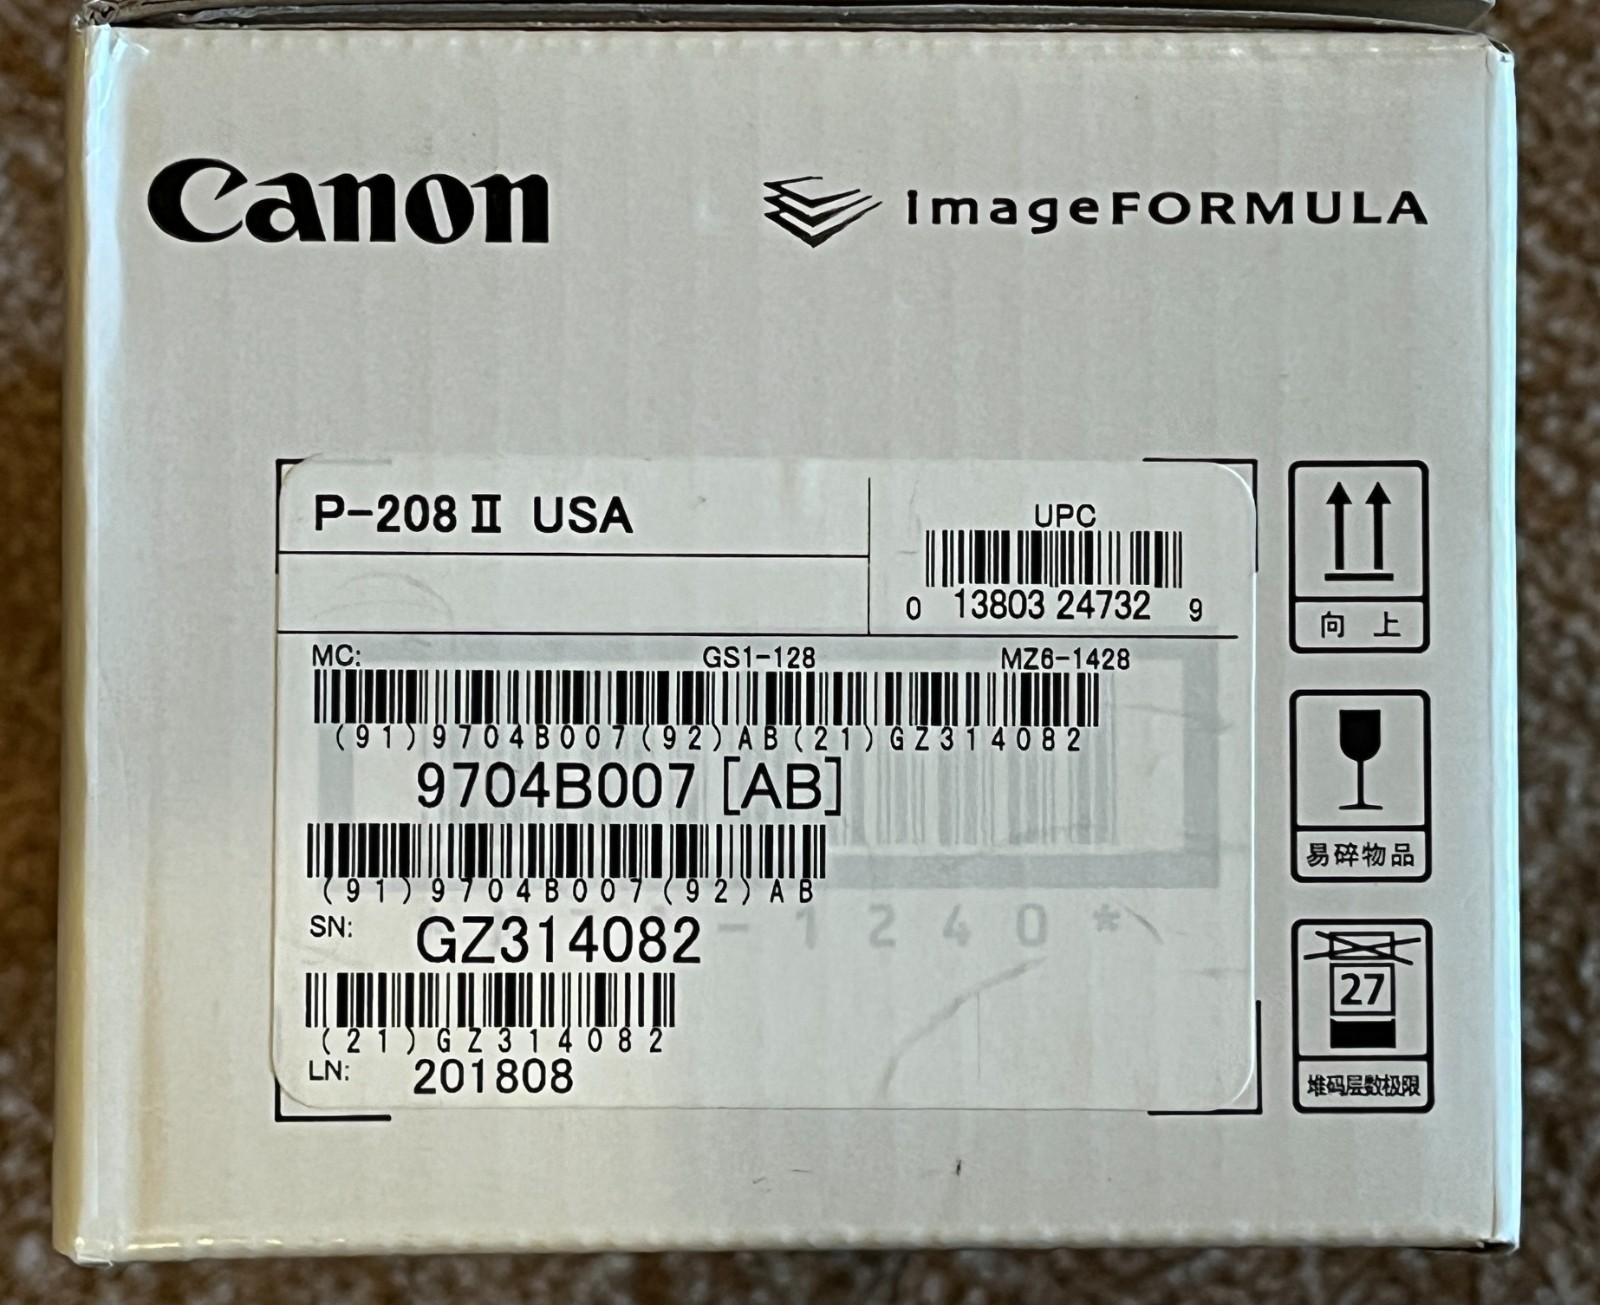 Canon
imageFORMULA
P-208Ⅱ USA
UPC
0 13803 24732 9
MC: GS1-128 MZ6-1428
(91)9704B007(92)AB(21)GZ314082
9704B007 [AB]
(91)9704B007(92)AB
SN: GZ314082
(21)GZ314082
LN: 201808
-1240*
向 上
易碎物品
27
堆码层数极限